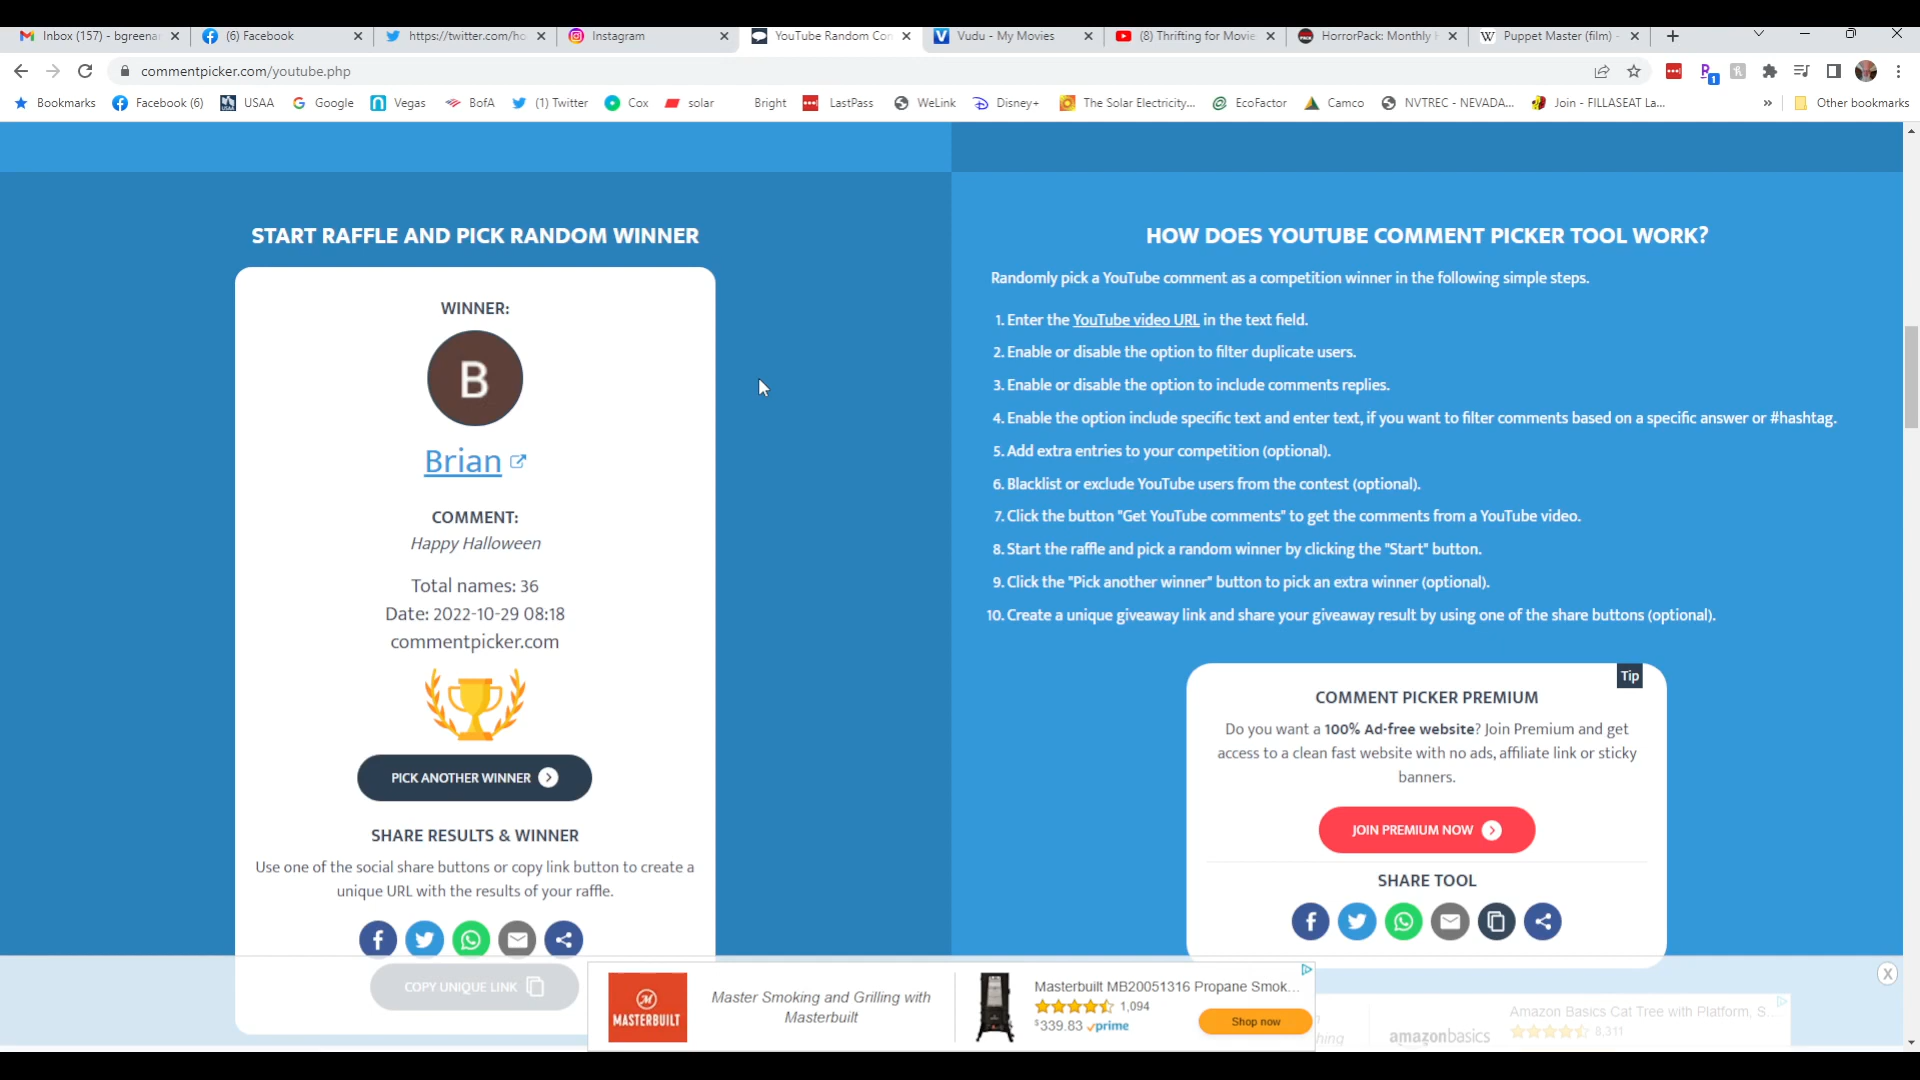 Inbox (157) - bgreenar
(6) Facebook
https://twitter.com/ho
Instagram
YouTube Random Con
Vudu - My Movies
(8) Thrifting for Movie
HorrorPack: Monthly H
Puppet Master (film) -
commentpicker.com/youtube.php
1
Bookmarks
Facebook (6)
USAA
Google
Vegas
BofA
(1) Twitter
Cox
solar
Bright
LastPass
WeLink
Disney+
The Solar Electricity...
EcoFactor
Camco
NVTREC - NEVADA...
Join - FILLASEAT La...
»
Other bookmarks
START RAFFLE AND PICK RANDOM WINNER
WINNER:
B
Brian
COMMENT:
Happy Halloween
Total names: 36
Date: 2022-10-29 08:18
commentpicker.com
PICK ANOTHER WINNER
SHARE RESULTS & WINNER
Use one of the social share buttons or copy link button to create a
unique URL with the results of your raffle.
COPY UNIQUE LINK
HOW DOES YOUTUBE COMMENT PICKER TOOL WORK?
Randomly pick a YouTube comment as a competition winner in the following simple steps.
1. Enter the YouTube video URL in the text field.
2. Enable or disable the option to filter duplicate users.
3. Enable or disable the option to include comments replies.
4. Enable the option include specific text and enter text, if you want to filter comments based on a specific answer or #hashtag.
5. Add extra entries to your competition (optional).
6. Blacklist or exclude YouTube users from the contest (optional).
7. Click the button "Get YouTube comments" to get the comments from a YouTube video.
8. Start the raffle and pick a random winner by clicking the "Start" button.
9. Click the "Pick another winner" button to pick an extra winner (optional).
10. Create a unique giveaway link and share your giveaway result by using one of the share buttons (optional).
Tip
COMMENT PICKER PREMIUM
Do you want a 100% Ad-free website? Join Premium and get
access to a clean fast website with no ads, affiliate link or sticky
banners.
JOIN PREMIUM NOW
SHARE TOOL
M
MASTERBUILT
Master Smoking and Grilling with
Masterbuilt
Masterbuilt MB20051316 Propane Smok...
1,094
$339.83 prime
Shop now
hing
amazonbasics
Amazon Basics Cat Tree with Platform, S...
8,311
X